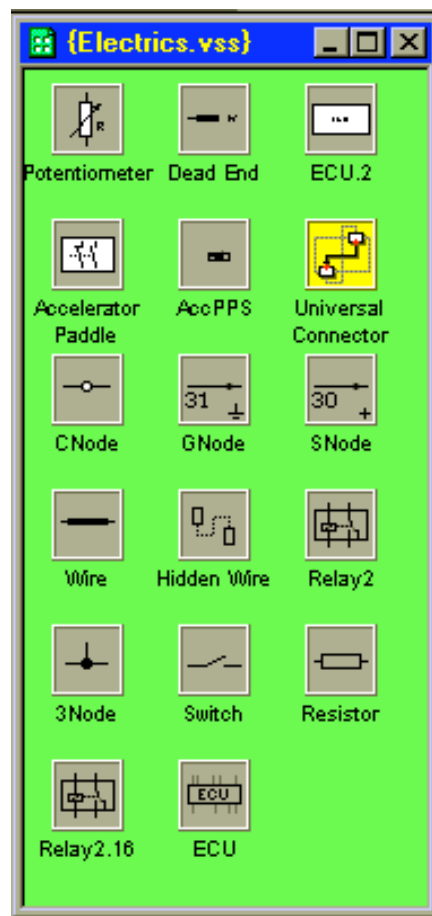 {Electrics.vss}
R
Potentiometer Dead End ECU.2
Accelerator Paddle AccPPS Universal Connector
31 30
CNode GNode SNode
Wire Hidden Wire Relay2
3Node Switch Resistor
ECU
Relay2.16 ECU